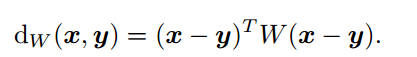 d_W(𝒙, 𝒚) = (𝒙 − 𝒚)^T W(𝒙 − 𝒚).